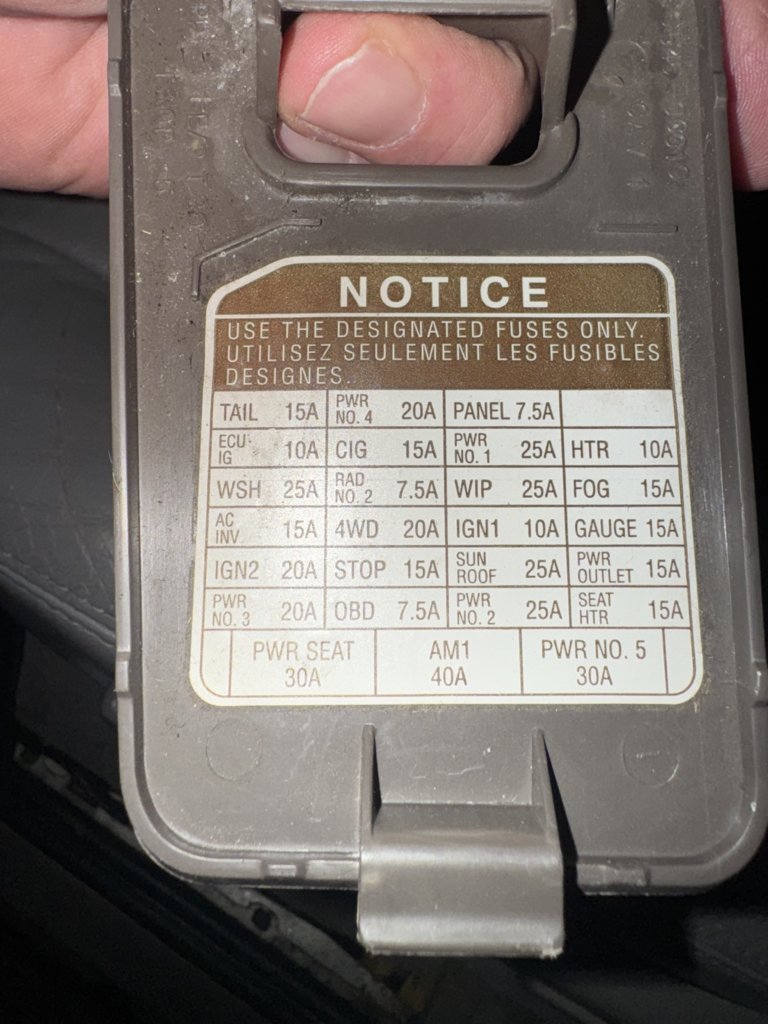 NOTICE
USE THE DESIGNATED FUSES ONLY.
UTILISEZ SEULEMENT LES FUSIBLES
DESIGNES.
TAIL 15A PWR NO. 4 20A PANEL 7.5A
ECU-IG 10A CIG 15A PWR NO. 1 25A HTR 10A
WSH 25A RAD NO. 2 7.5A WIP 25A FOG 15A
AC INV. 15A 4WD 20A IGN1 10A GAUGE 15A
IGN2 20A STOP 15A SUN ROOF 25A PWR OUTLET 15A
PWR NO. 3 20A OBD 7.5A PWR NO. 2 25A SEAT HTR 15A
PWR SEAT 30A AM1 40A PWR NO. 5 30A